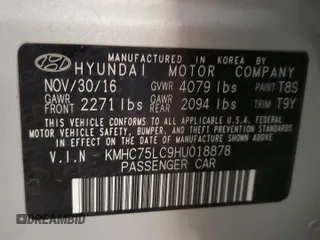 MANUFACTURED IN KOREA BY
HYUNDAI MOTOR COMPANY
NOV/30/16 GVWR 4079 lbs PAINT T8S
GAWR FRONT 2271 lbs GAWR REAR 2094 lbs TRIM T9Y
THIS VEHICLE CONFORMS TO ALL APPLICABLE
U.S. FEDERAL MOTOR VEHICLE SAFETY, BUMPER,
AND THEFT PREVENTION STANDARDS IN EFFECT ON
THE DATE OF MANUFACTURE SHOWN ABOVE.
V.I.N - KMHC75LC9HU018878
PASSENGER CAR
AUTOBIDMASTER